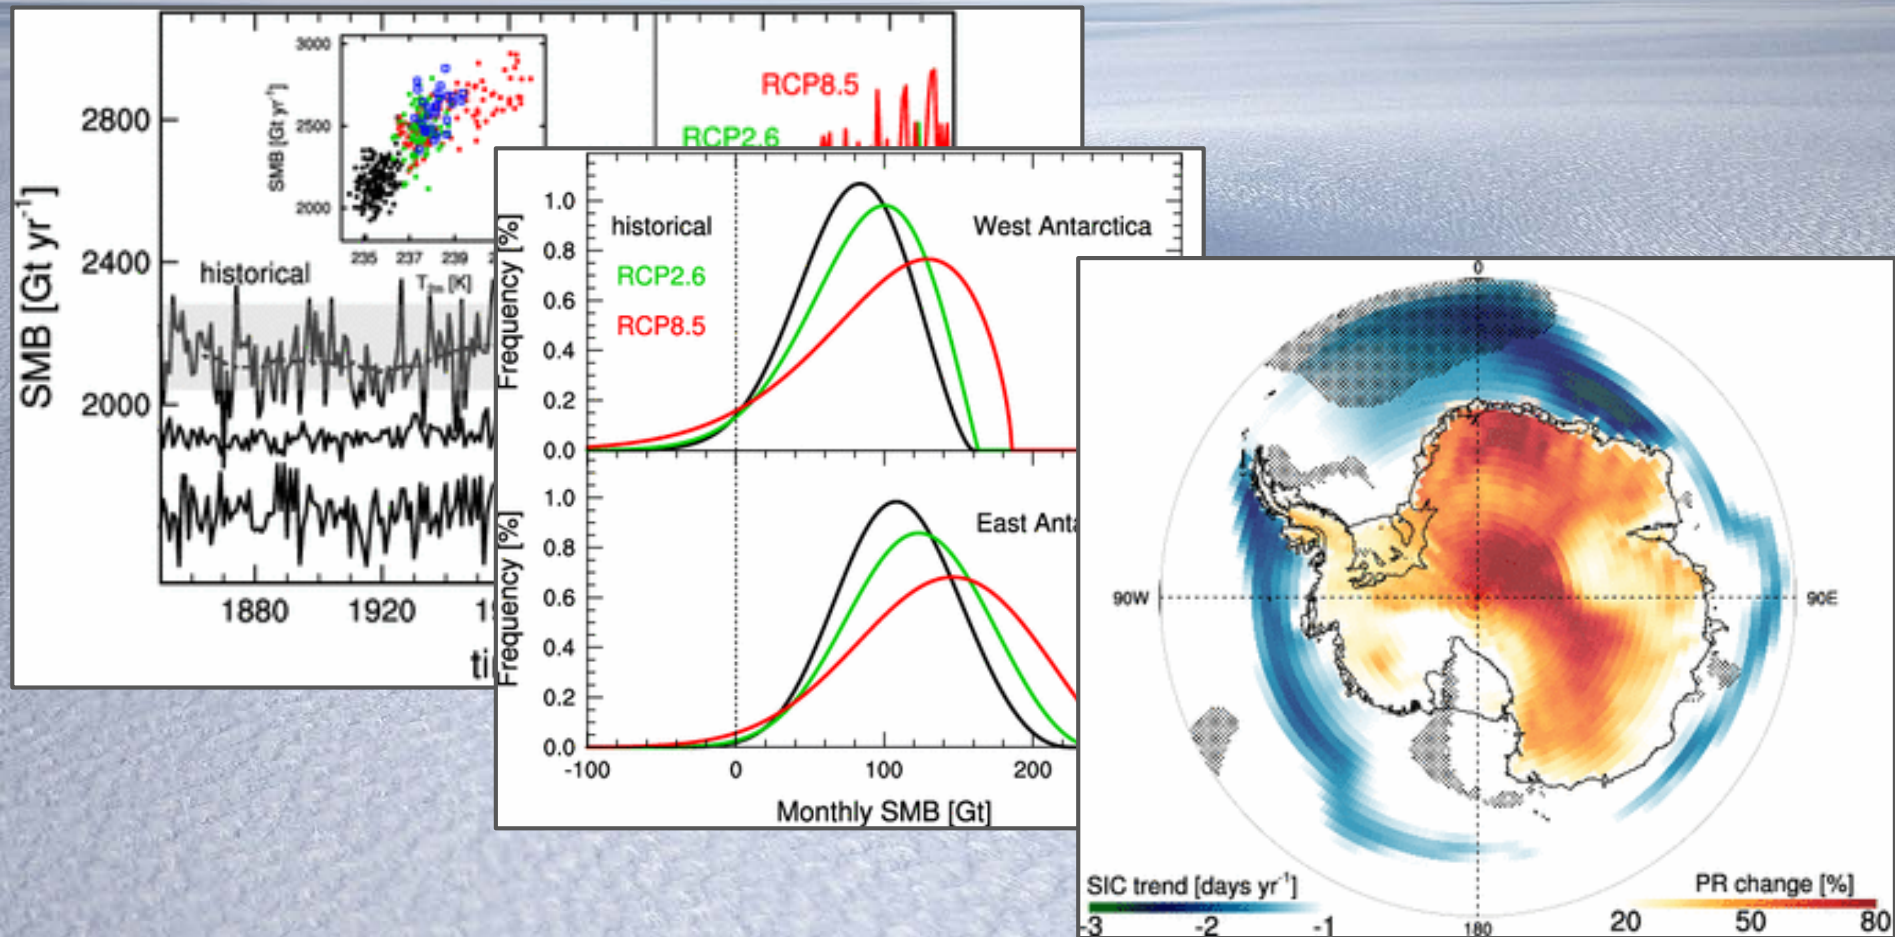 3000
SMB [Gt yr-1]
2500
2000
235 237 239
T2m [K]
RCP8.5
RCP2.6
2800
SMB [Gt yr-1]
2400
historical
2000
1880 1920
1.0
historical
West Antarctica
0.8
RCP2.6
Frequency [%]
0.6
RCP8.5
0.4
0.2
0.0
1.0
0.8
Frequency [%]
0.6
0.4
0.2
0.0
-100 0 100 200
Monthly SMB [Gt]
0
90W
90E
180
SIC trend [days yr-1]
-3 -2 -1
PR change [%]
20 50 80